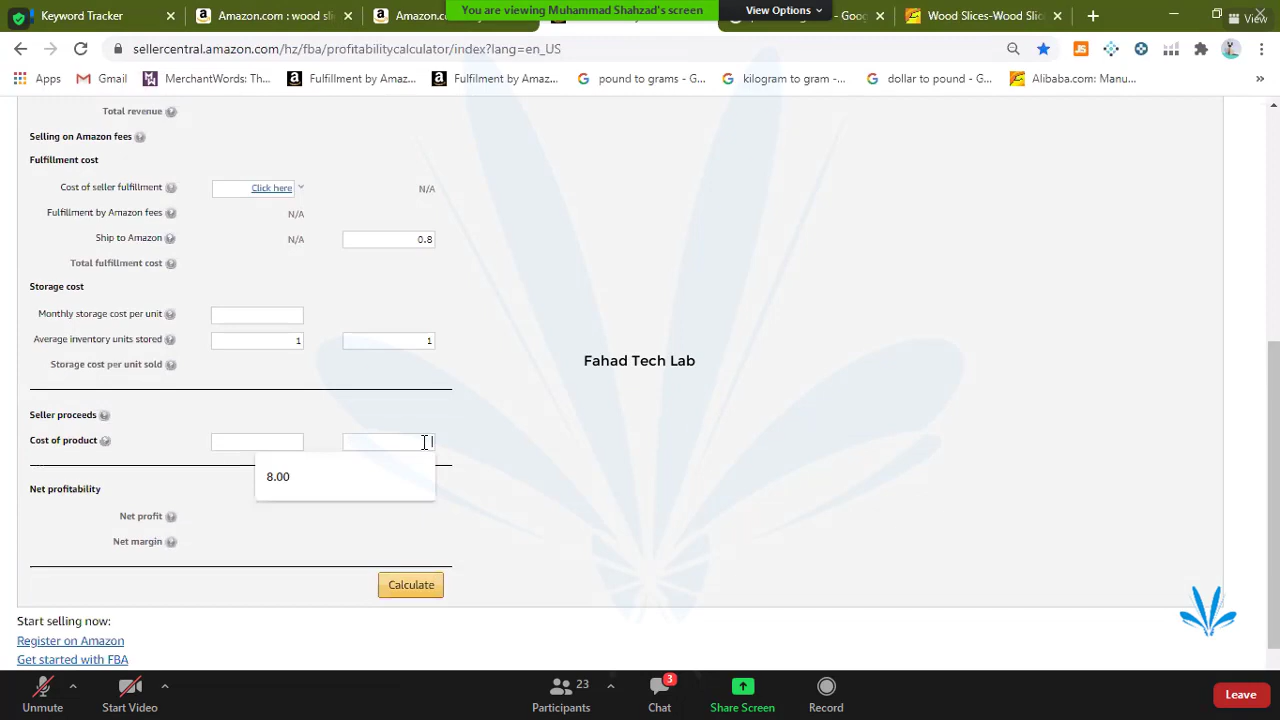 Keyword Tracker
Amazon.com : wood sli
Amazon.co
You are viewing Muhammad Shahzad's screen
View Options
- Goo
Wood Slices-Wood Slic
View
sellercentral.amazon.com/hz/fba/profitabilitycalculator/index?lang=en_US
Apps
Gmail
MerchantWords: Th...
Fulfillment by Amaz...
Fulfilment by Amaz...
pound to grams - G...
kilogram to gram -...
dollar to pound - G...
Alibaba.com: Manu...
Total revenue
Selling on Amazon fees
Fulfillment cost
Cost of seller fulfillment
Click here
N/A
Fulfillment by Amazon fees
N/A
Ship to Amazon
N/A
0.8
Total fulfillment cost
Storage cost
Monthly storage cost per unit
Average inventory units stored
1
1
Fahad Tech Lab
Storage cost per unit sold
Seller proceeds
Cost of product
8.00
Net profitability
Net profit
Net margin
Calculate
Start selling now:
Register on Amazon
Get started with FBA
Unmute
Start Video
23
Participants
3
Chat
Share Screen
Record
Leave